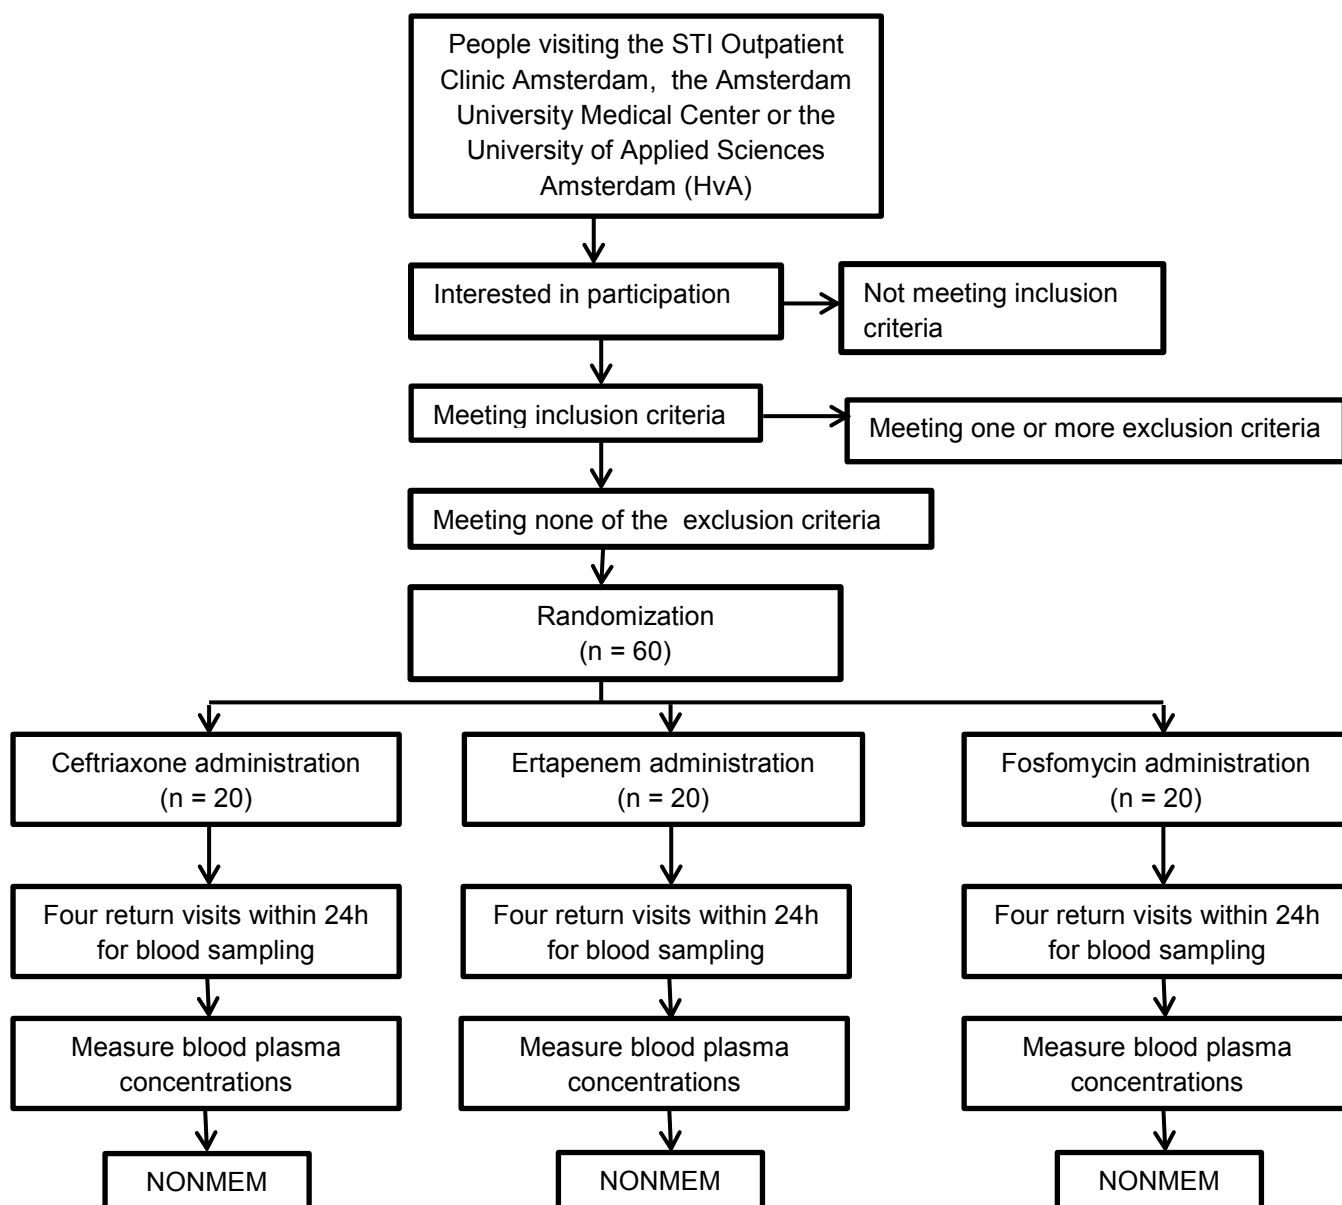 People visiting the STI Outpatient
Clinic Amsterdam, the Amsterdam
University Medical Center or the
University of Applied Sciences
Amsterdam (HvA)
Interested in participation
Not meeting inclusion
criteria
Meeting inclusion criteria
Meeting one or more exclusion criteria
Meeting none of the exclusion criteria
Randomization
(n = 60)
Ceftriaxone administration
(n = 20)
Ertapenem administration
(n = 20)
Fosfomycin administration
(n = 20)
Four return visits within 24h
for blood sampling
Four return visits within 24h
for blood sampling
Four return visits within 24h
for blood sampling
Measure blood plasma
concentrations
Measure blood plasma
concentrations
Measure blood plasma
concentrations
NONMEM
NONMEM
NONMEM